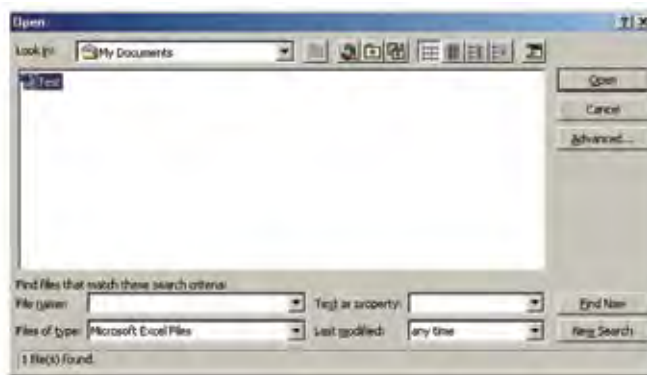 Open
Look in: My Documents
Test
Open
Cancel
Advanced...
Find files that match these search criteria:
File name: Text or property: Find Now
Files of type: Microsoft Excel Files Last modified: any time New Search
1 file(s) found.